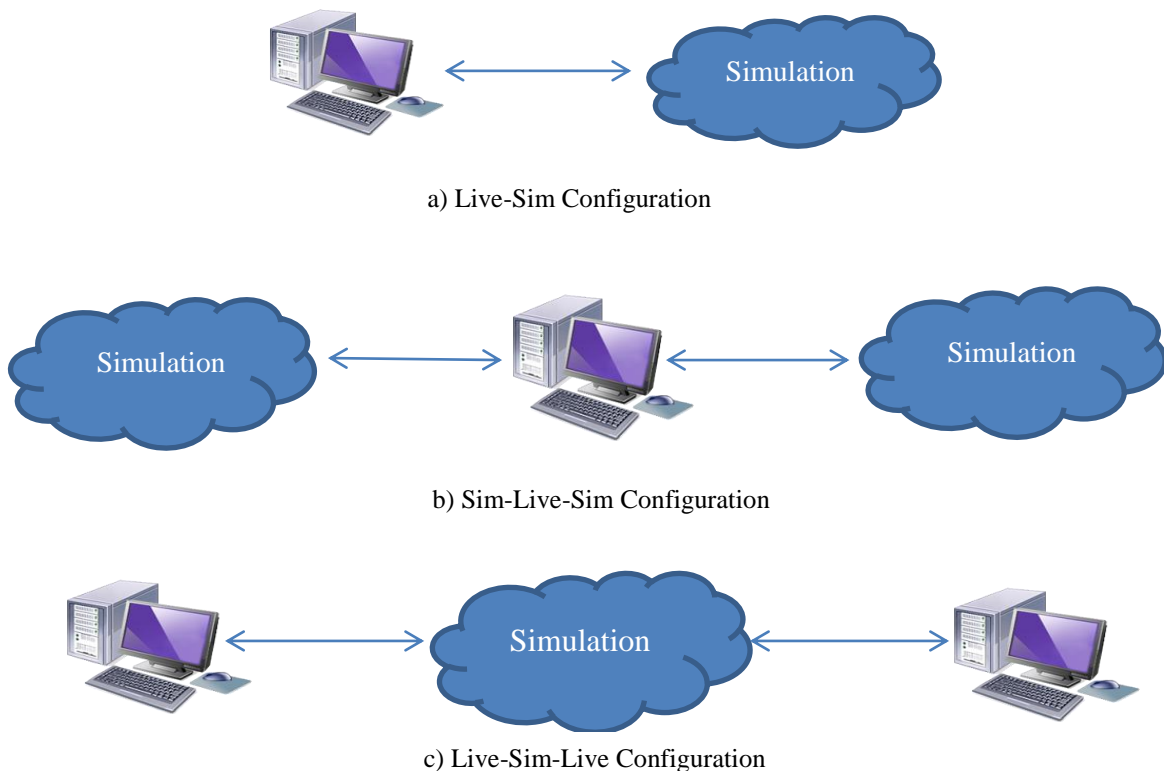 Simulation
a) Live-Sim Configuration
Simulation
Simulation
b) Sim-Live-Sim Configuration
Simulation
c) Live-Sim-Live Configuration